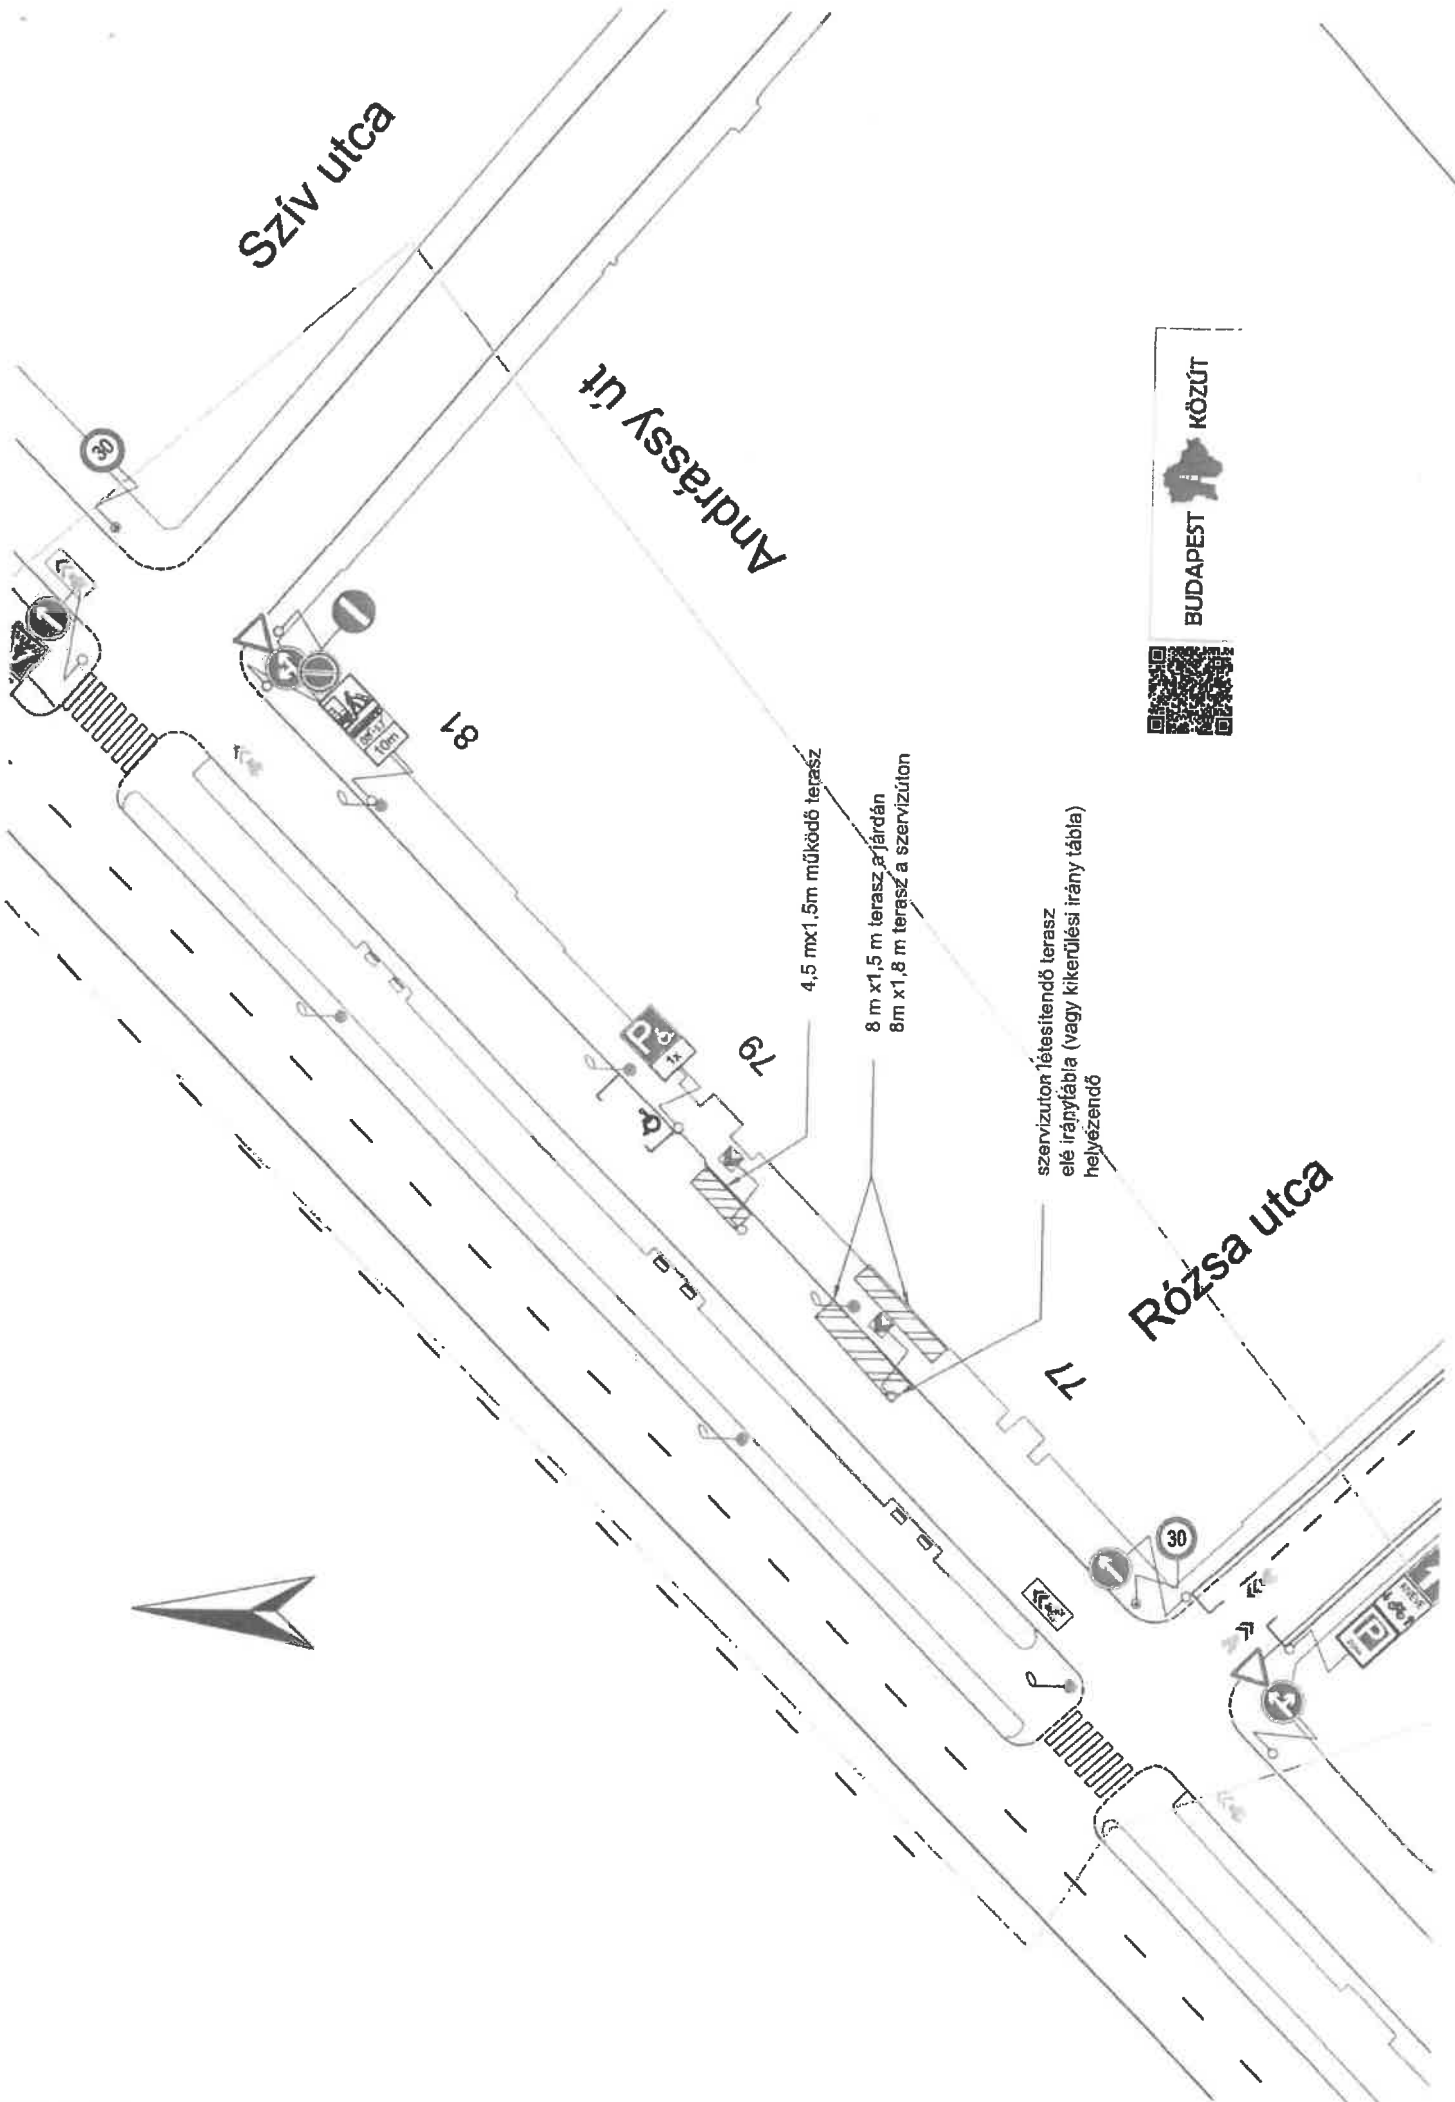 Szív utca
30
Andrássy út
10m
81
4,5 mx1,5m működő terasz
P
1x
79
8 m x1,5 m terasz a járdán
8m x1,8 m terasz a szervizúton
szervizuton létesitendő terasz
elé iránytábla (vagy kikerülési irány tábla)
helyezendő
77
Rózsa utca
30
P
BUDAPEST KÖZÚT